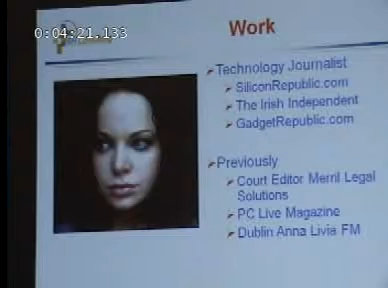 0:04:21.133
Work
Technology Journalist
SiliconRepublic.com
The Irish Independent
GadgetRepublic.com
Previously
Court Editor Merril Legal
Solutions
PC Live Magazine
Dublin Anna Livia FM